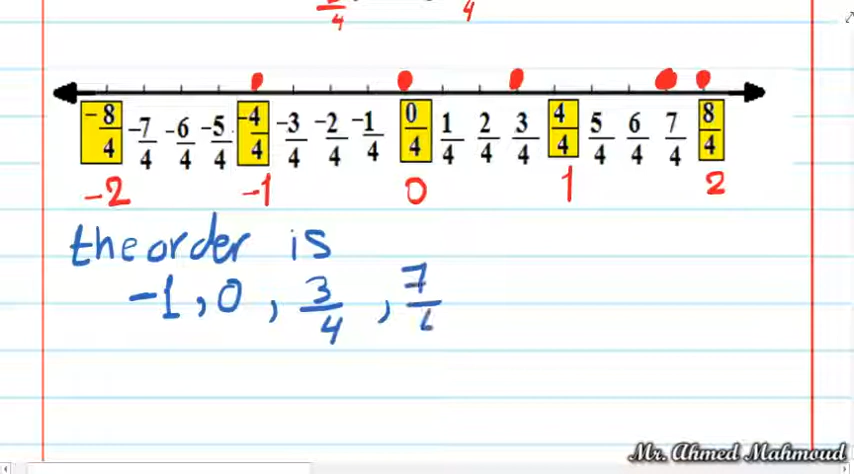 4 4
-8/4 -7/4 -6/4 -5/4 -4/4 -3/4 -2/4 -1/4 0/4 1/4 2/4 3/4 4/4 5/4 6/4 7/4 8/4
-2 -1 0 1 2
the order is
-1, 0, 3/4, 7/
Mr. Ahmed Mahmoud